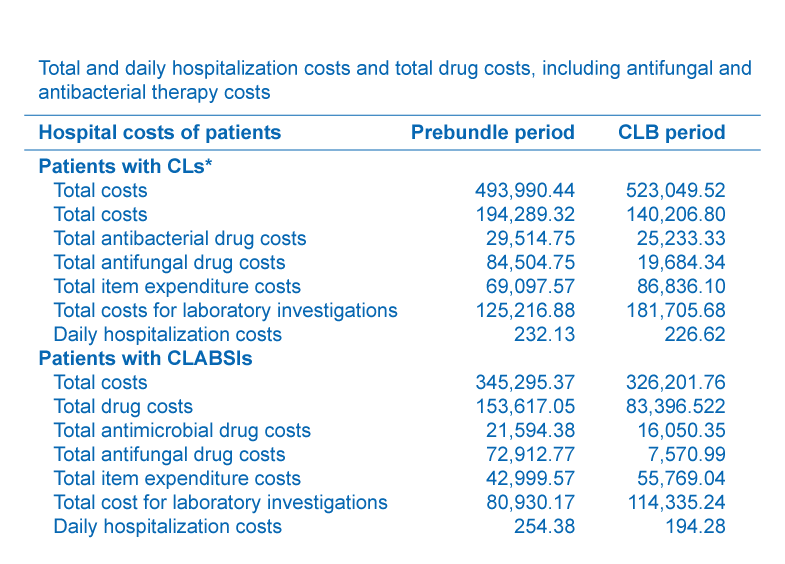 Total and daily hospitalization costs and total drug costs, including antifungal and
antibacterial therapy costs
Hospital costs of patients Prebundle period CLB period
Patients with CLs*
Total costs 493,990.44 523,049.52
Total costs 194,289.32 140,206.80
Total antibacterial drug costs 29,514.75 25,233.33
Total antifungal drug costs 84,504.75 19,684.34
Total item expenditure costs 69,097.57 86,836.10
Total costs for laboratory investigations 125,216.88 181,705.68
Daily hospitalization costs 232.13 226.62
Patients with CLABSIs
Total costs 345,295.37 326,201.76
Total drug costs 153,617.05 83,396.522
Total antimicrobial drug costs 21,594.38 16,050.35
Total antifungal drug costs 72,912.77 7,570.99
Total item expenditure costs 42,999.57 55,769.04
Total cost for laboratory investigations 80,930.17 114,335.24
Daily hospitalization costs 254.38 194.28